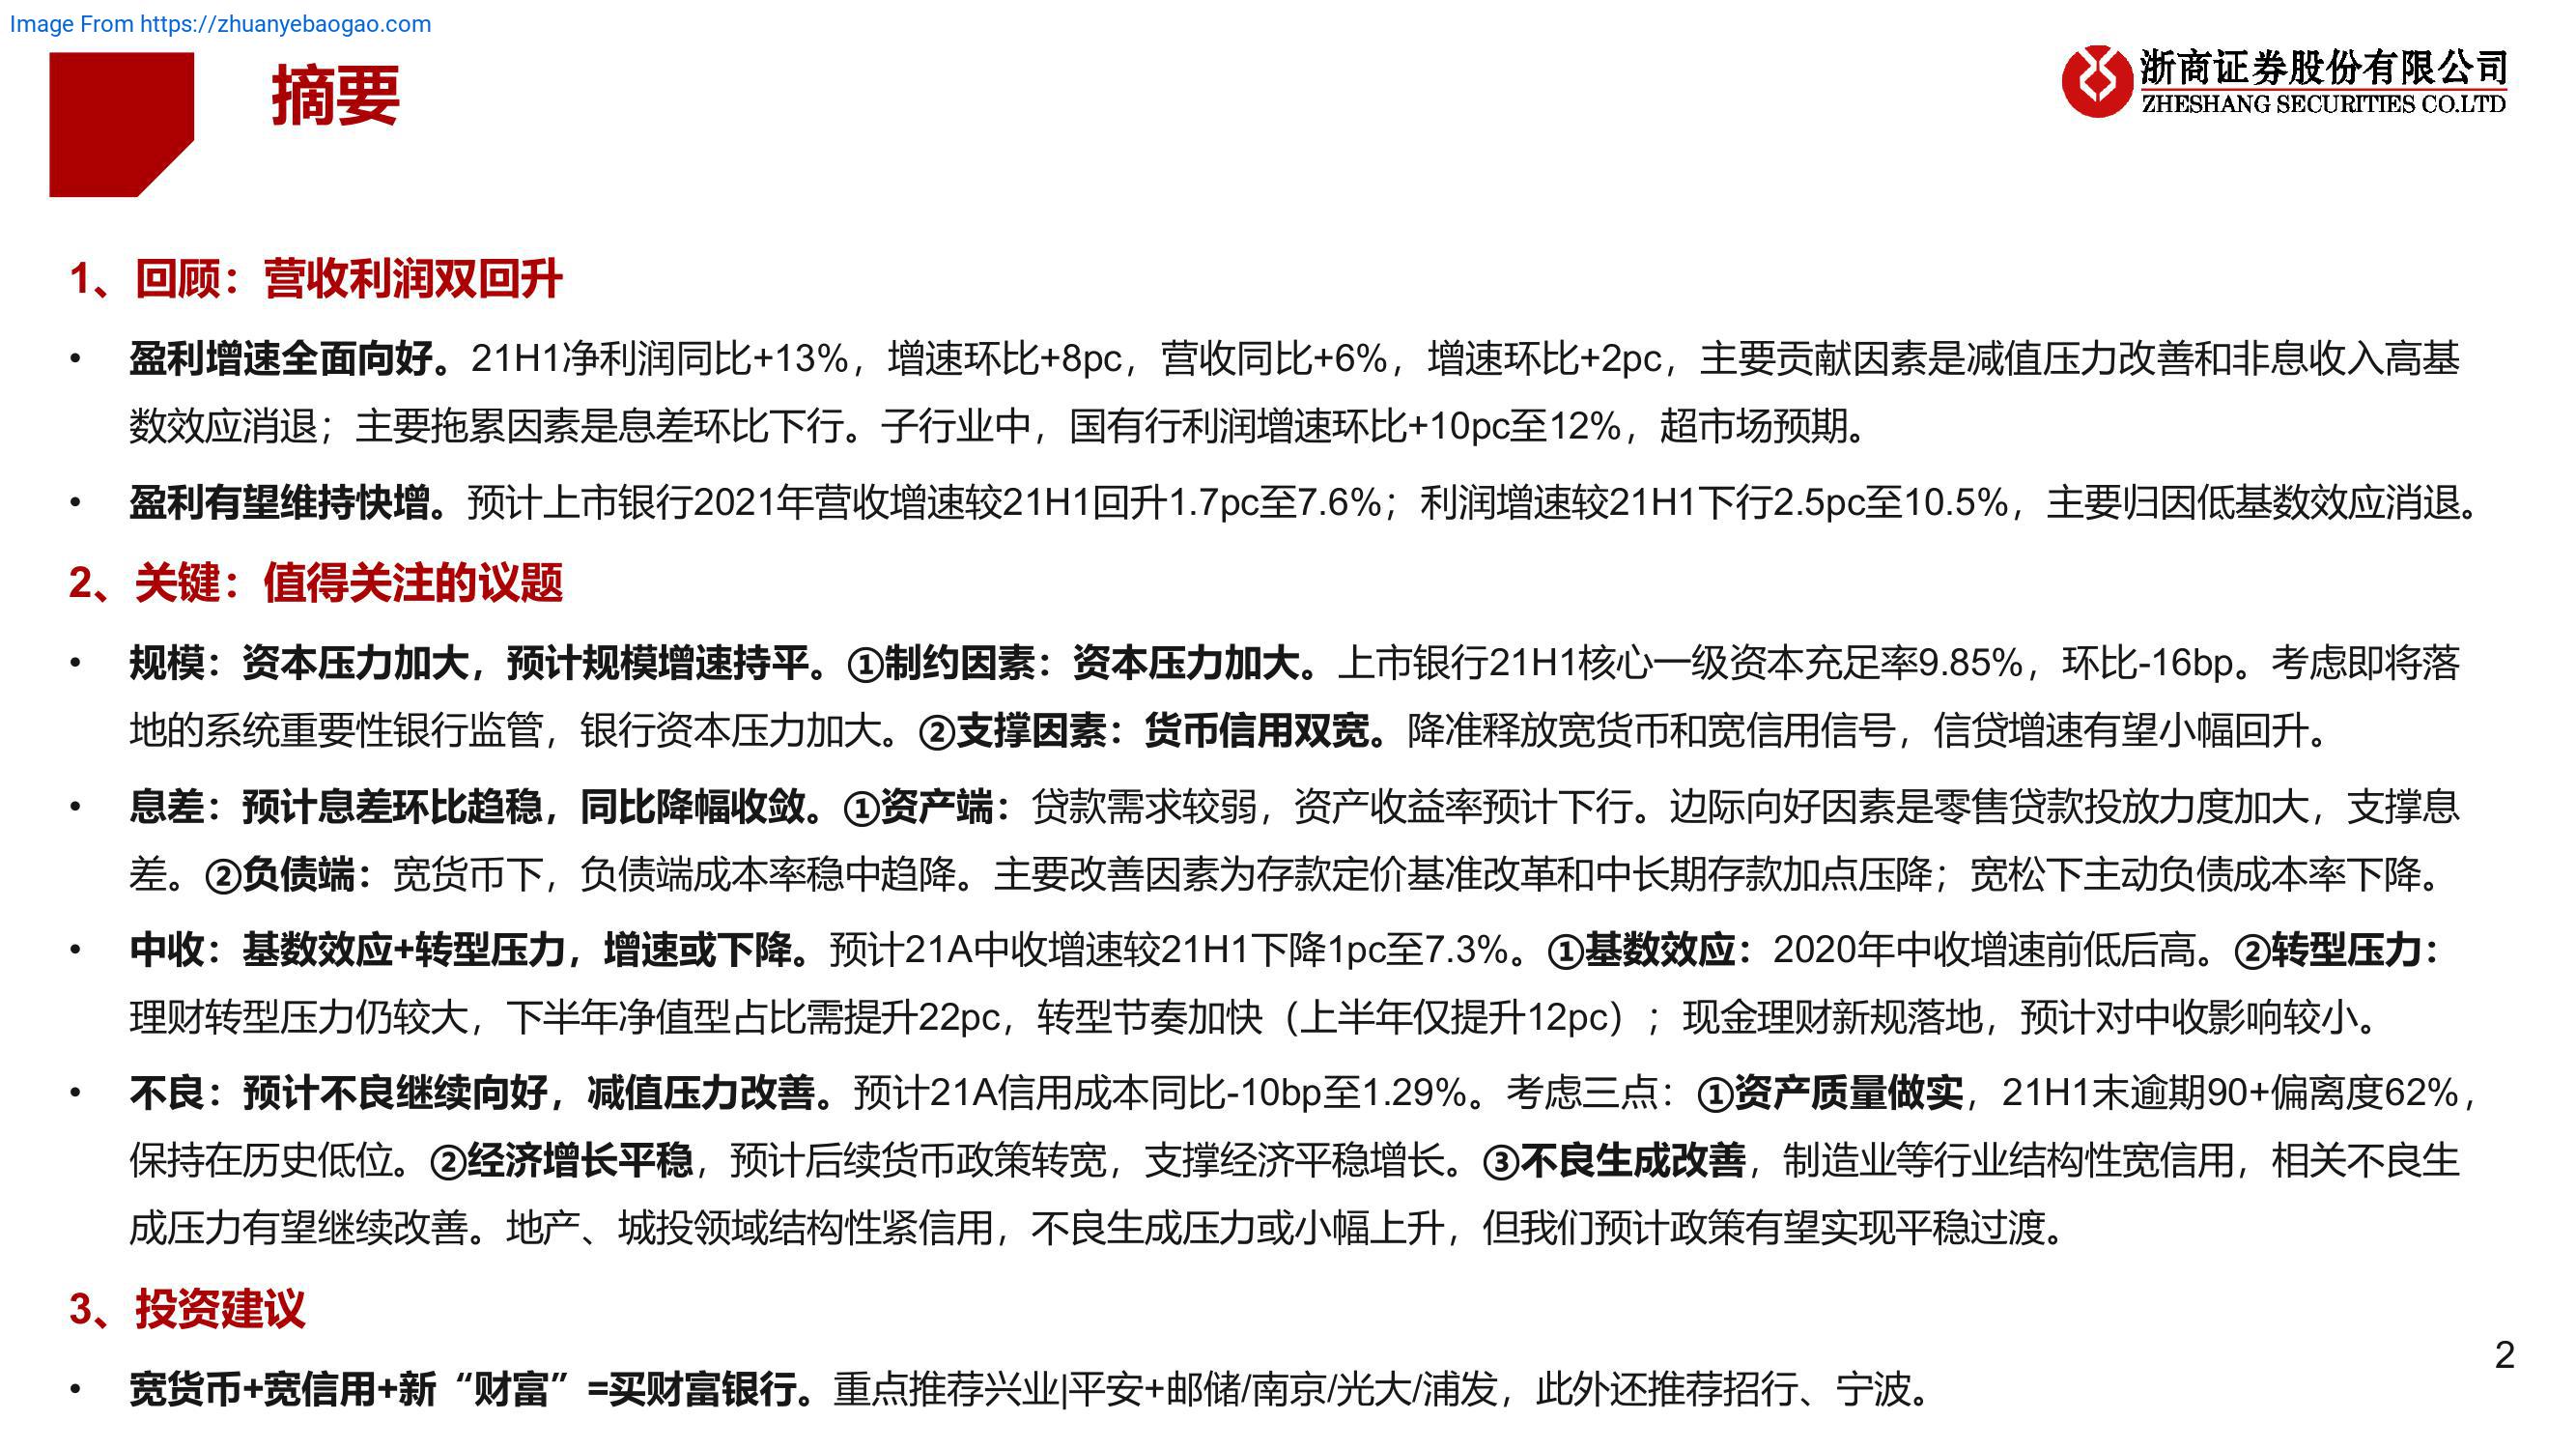 Image From https://zhuanyebaogao.com
摘要
浙商证券股份有限公司
ZHESHANG SECURITIES CO.LTD
1、回顾：营收利润双回升
• 盈利增速全面向好。21H1净利润同比+13%，增速环比+8pc，营收同比+6%，增速环比+2pc，主要贡献因素是减值压力改善和非息收入高基
数效应消退；主要拖累因素是息差环比下行。子行业中，国有行利润增速环比+10pc至12%，超市场预期。
• 盈利有望维持快增。预计上市银行2021年营收增速较21H1回升1.7pc至7.6%；利润增速较21H1下行2.5pc至10.5%，主要归因低基数效应消退。
2、关键：值得关注的议题
• 规模：资本压力加大，预计规模增速持平。①制约因素：资本压力加大。上市银行21H1核心一级资本充足率9.85%，环比-16bp。考虑即将落
地的系统重要性银行监管，银行资本压力加大。②支撑因素：货币信用双宽。降准释放宽货币和宽信用信号，信贷增速有望小幅回升。
• 息差：预计息差环比趋稳，同比降幅收敛。①资产端：贷款需求较弱，资产收益率预计下行。边际向好因素是零售贷款投放力度加大，支撑息
差。②负债端：宽货币下，负债端成本率稳中趋降。主要改善因素为存款定价基准改革和中长期存款加点压降；宽松下主动负债成本率下降。
• 中收：基数效应+转型压力，增速或下降。预计21A中收增速较21H1下降1pc至7.3%。①基数效应：2020年中收增速前低后高。②转型压力：
理财转型压力仍较大，下半年净值型占比需提升22pc，转型节奏加快（上半年仅提升12pc）；现金理财新规落地，预计对中收影响较小。
• 不良：预计不良继续向好，减值压力改善。预计21A信用成本同比-10bp至1.29%。考虑三点：①资产质量做实，21H1末逾期90+偏离度62%，
保持在历史低位。②经济增长平稳，预计后续货币政策转宽，支撑经济平稳增长。③不良生成改善，制造业等行业结构性宽信用，相关不良生
成压力有望继续改善。地产、城投领域结构性紧信用，不良生成压力或小幅上升，但我们预计政策有望实现平稳过渡。
3、投资建议
• 宽货币+宽信用+新“财富”=买财富银行。重点推荐兴业|平安+邮储/南京/光大/浦发，此外还推荐招行、宁波。
2